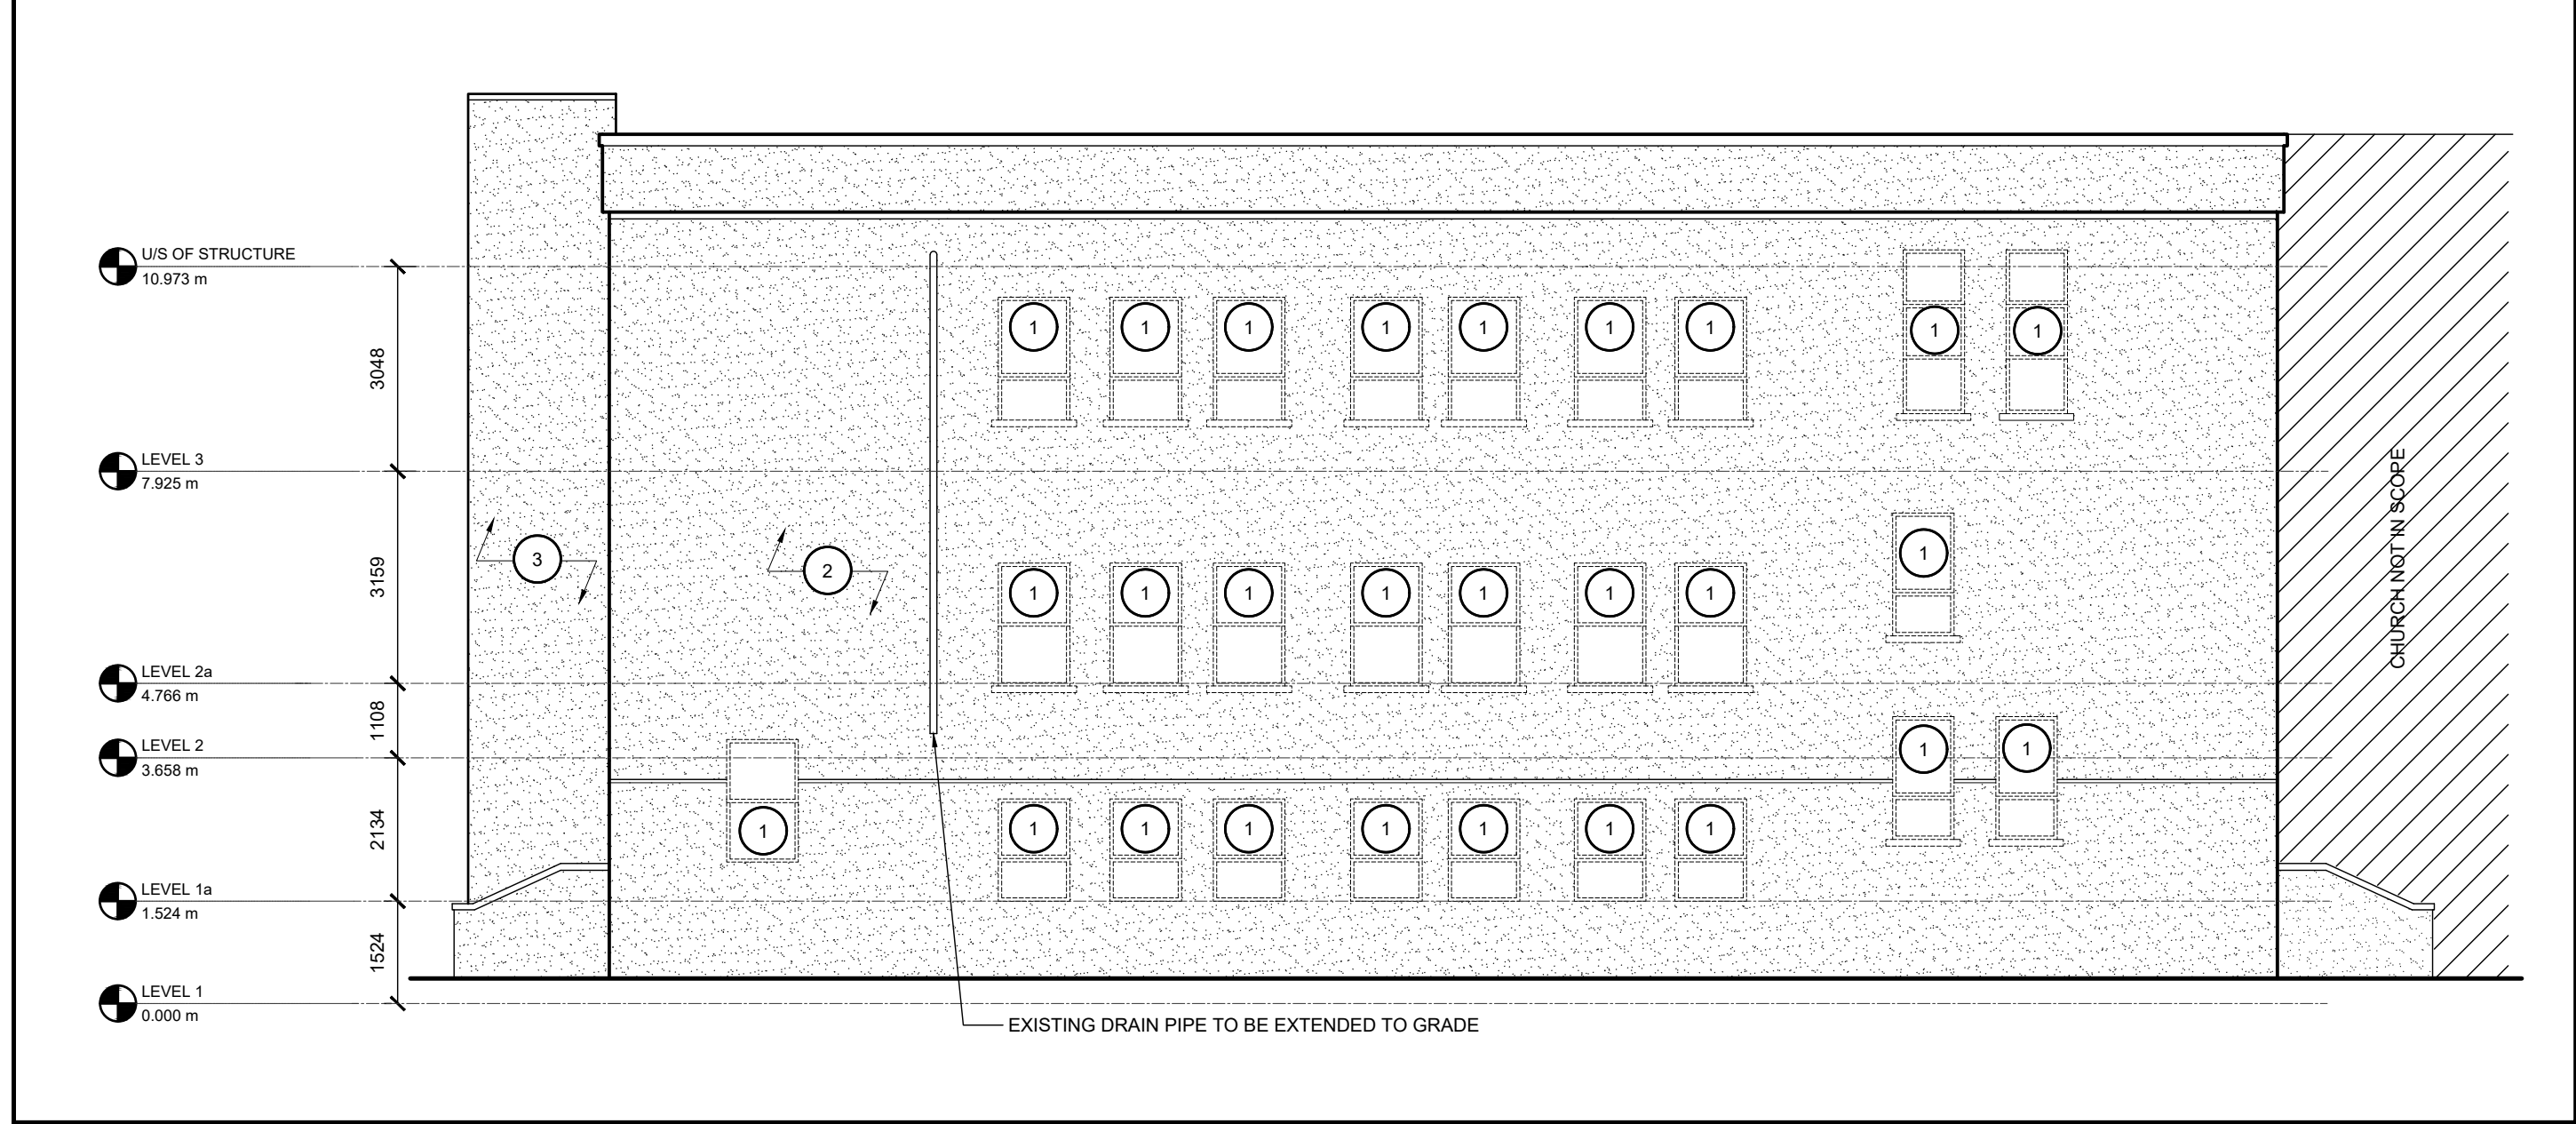 U/S OF STRUCTURE
10.973 m
3048
1 1 1 1 1 1 1 1 1
LEVEL 3
7.925 m
CHURCH NOT IN SCOPE
3159
3
2
1
1 1 1 1 1 1 1
LEVEL 2a
4.766 m
1108
LEVEL 2
3.658 m
1 1
2134
1 1 1 1 1 1 1 1
LEVEL 1a
1.524 m
1524
LEVEL 1
0.000 m
EXISTING DRAIN PIPE TO BE EXTENDED TO GRADE